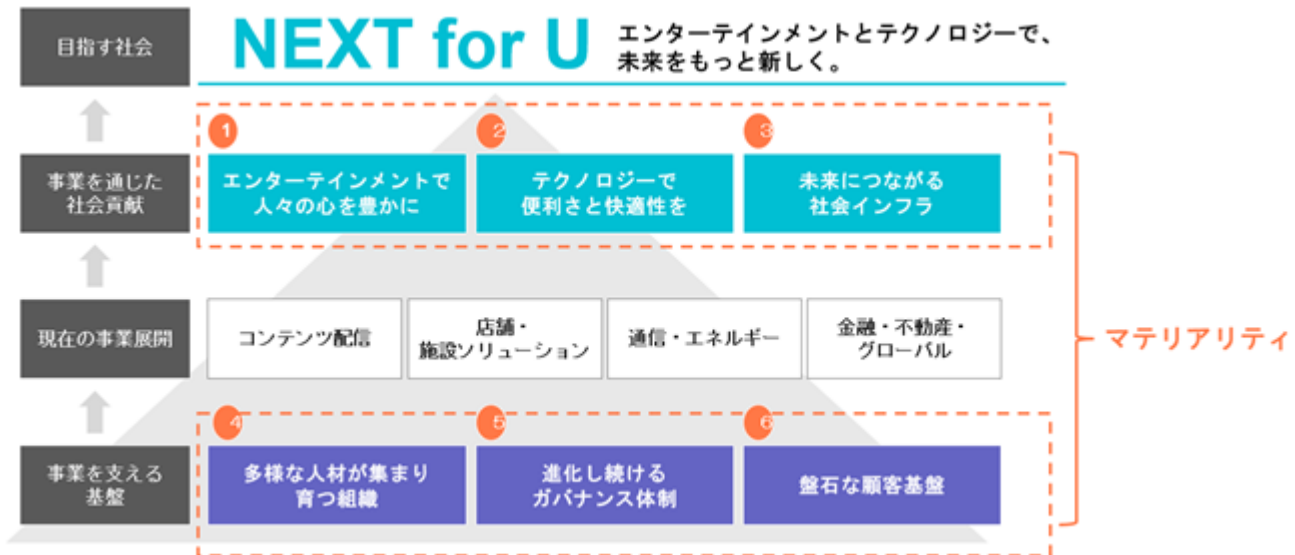 目指す社会
NEXT for U
エンターテインメントとテクノロジーで、
未来をもっと新しく。
1
2
3
事業を通じた
社会貢献
エンターテインメントで
人々の心を豊かに
テクノロジーで
便利さと快適性を
未来につながる
社会インフラ
現在の事業展開
コンテンツ配信
店舗・
施設ソリューション
通信・エネルギー
金融・不動産・
グローバル
マテリアリティ
4
5
6
事業を支える
基盤
多様な人材が集まり
育つ組織
進化し続ける
ガバナンス体制
盤石な顧客基盤